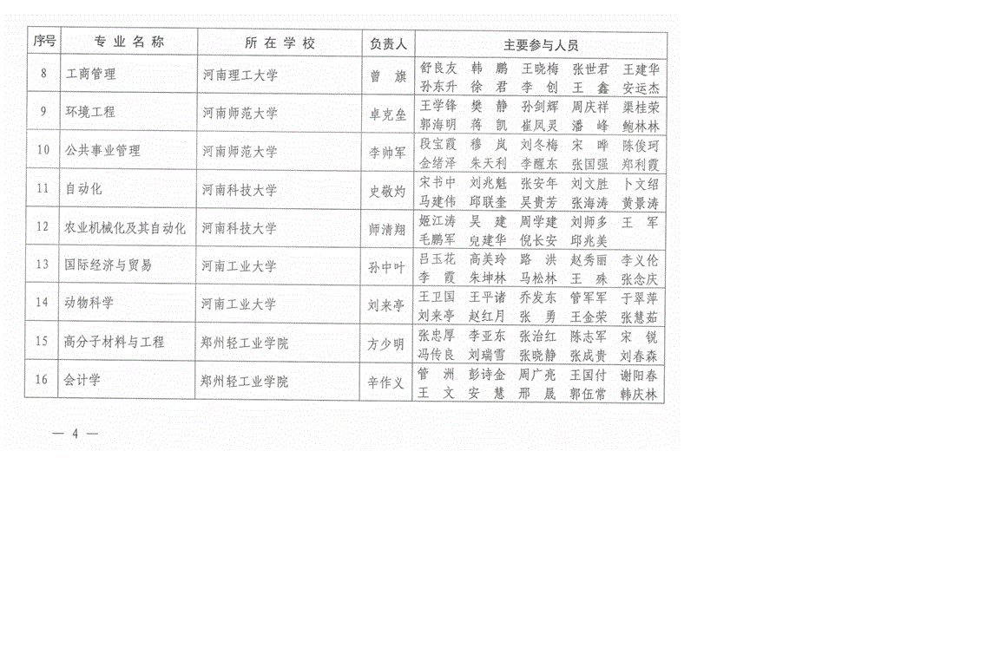 序号 专业名称 所在学校 负责人 主要参与人员
8 工商管理 河南理工大学 曾旗 舒良友 韩鹏 王晓梅 张世君 王建华
孙东升 徐君 李创 王鑫 安运杰
9 环境工程 河南师范大学 卓克垒 王学锋 樊静 孙剑辉 周庆祥 渠桂荣
郭海明 蒋凯 崔凤灵 潘峰 鲍林林
10 公共事业管理 河南师范大学 李帅军 段宝霞 穆岚 刘冬梅 宋晔 陈俊珂
金绪泽 朱天利 李醒东 张国强 郑利霞
11 自动化 河南科技大学 史敬灼 宋书中 刘兆魁 张安年 刘文胜 卜文绍
马建伟 邱联奎 吴贵芳 张海涛 黄景涛
12 农业机械化及其自动化 河南科技大学 师清翔 姬江涛 吴建 周学建 刘师多 王军
毛鹏军 皃建华 倪长安 邱兆美
13 国际经济与贸易 河南工业大学 孙中叶 吕玉花 高美玲 路洪 赵秀丽 李义伦
李霞 朱坤林 马松林 王殊 张念庆
14 动物科学 河南工业大学 刘来亭 王卫国 王平诸 乔发东 管军军 于翠萍
刘来亭 赵红月 张勇 王金荣 张慧茹
15 高分子材料与工程 郑州轻工业学院 方少明 张忠厚 李亚东 张治红 陈志军 宋锐
冯传良 刘瑞雪 张晓静 张成贵 刘春森
16 会计学 郑州轻工业学院 辛作义 管洲 彭诗金 周广亮 王国付 谢阳春
王文 安慧 邢晟 郭伍常 韩庆林
— 4 —